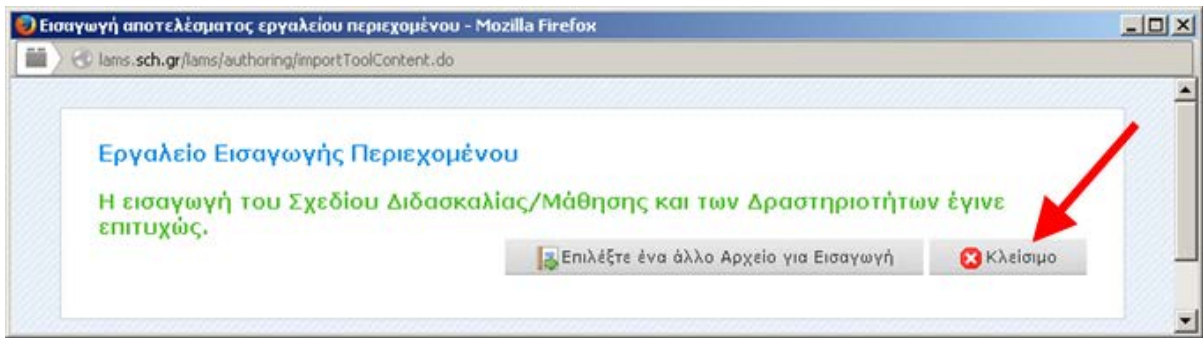 Εισαγωγή αποτελέσματος εργαλείου περιεχομένου - Mozilla Firefox
lams.sch.gr/lams/authoring/importToolContent.do
Εργαλείο Εισαγωγής Περιεχομένου
Η εισαγωγή του Σχεδίου Διδασκαλίας/Μάθησης και των Δραστηριοτήτων έγινε
επιτυχώς.
Επιλέξτε ένα άλλο Αρχείο για Εισαγωγή Κλείσιμο